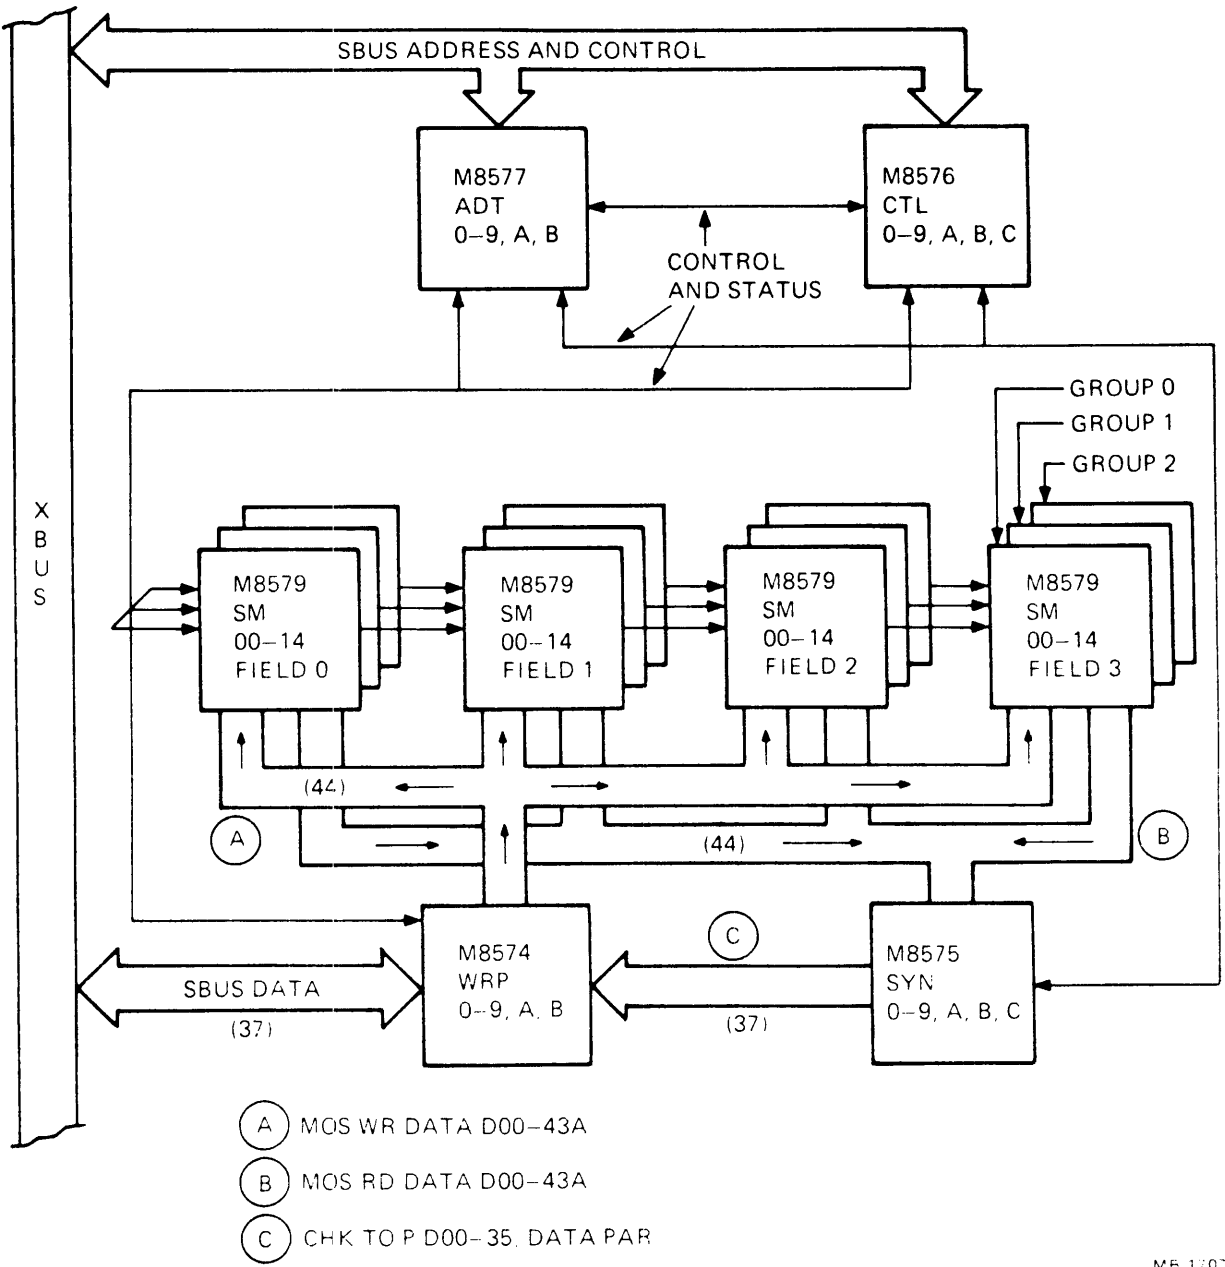 SBUS ADDRESS AND CONTROL
M8577
ADT
0–9, A, B
M8576
CTL
0–9, A, B, C
CONTROL
AND STATUS
GROUP 0
GROUP 1
GROUP 2
X
B
U
S
M8579
SM
00–14
FIELD 0
M8579
SM
00–14
FIELD 1
M8579
SM
00–14
FIELD 2
M8579
SM
00–14
FIELD 3
(44)
A
(44)
B
C
M8574
WRP
0–9, A, B
M8575
SYN
0–9, A, B, C
SBUS DATA
(37)
(37)
A MOS WR DATA D00–43A
B MOS RD DATA D00–43A
C CHK TO P D00–35, DATA PAR